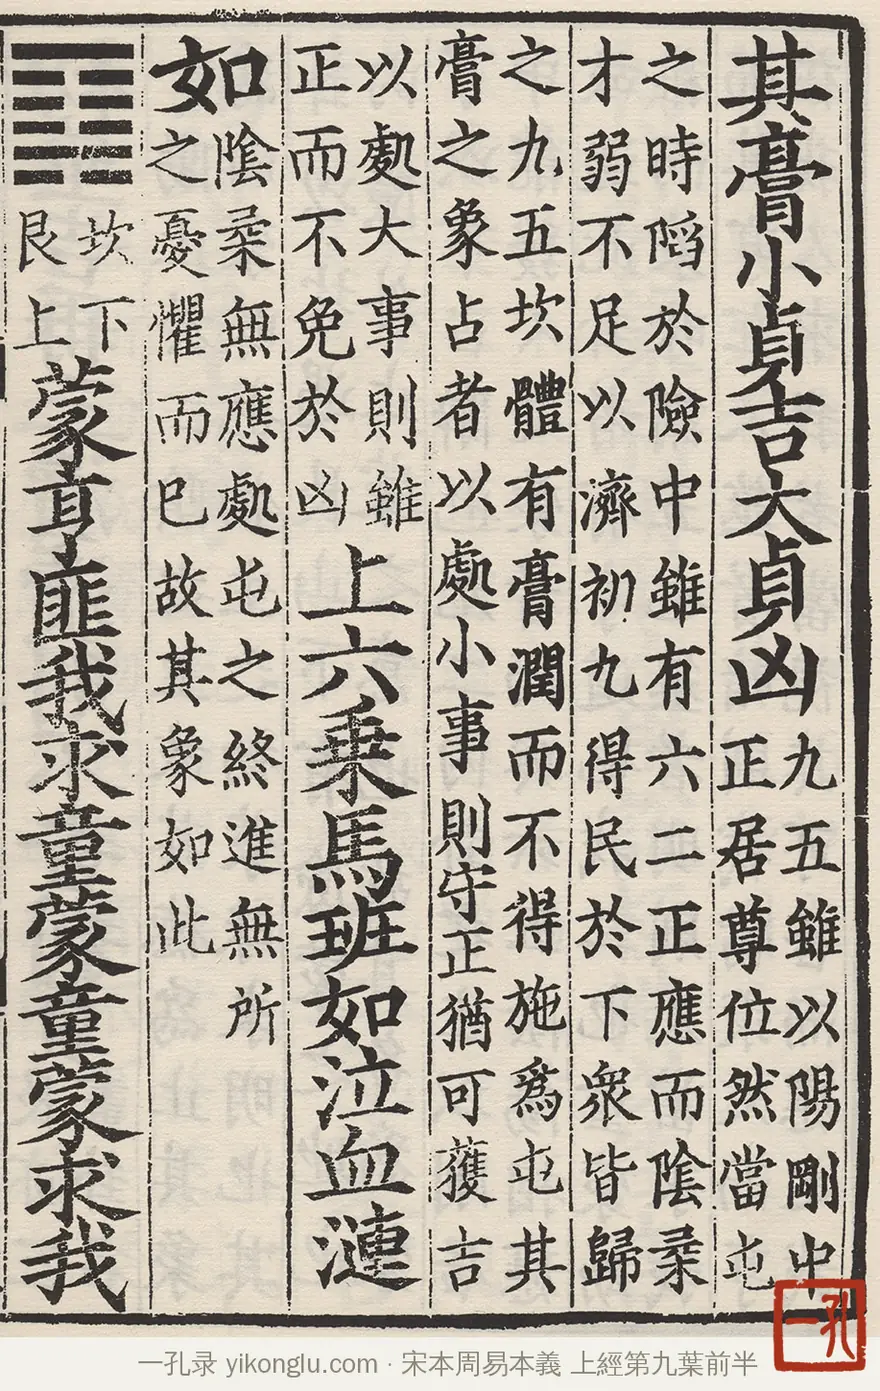 其膏小貞吉大貞凶九五雖以陽剛中
正居尊位然當屯
之時陷於險中雖有六二正應而陰柔
才弱不足以濟初九得民於下衆皆歸
之九五坎體有膏潤而不得施爲屯其
膏之象占者以處小事則守正猶可獲吉
以處大事則雖
正而不免於凶
上六乗馬班如泣血漣
如
陰柔無應處屯之終進無所
之憂懼而巳故其象如此
䷃
坎下
艮上
蒙亨匪我求童蒙童蒙求我
一孔
一孔录 yikonglu.com · 宋本周易本義 上經第九葉前半